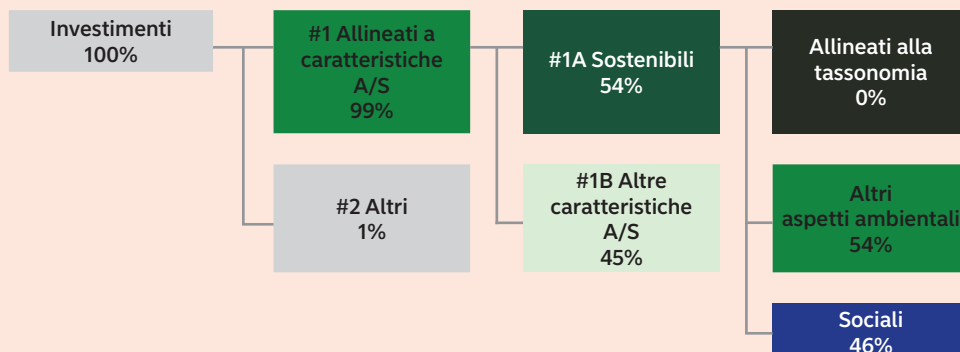 Investimenti
100%
#1 Allineati a
caratteristiche
A/S
99%
#1A Sostenibili
54%
Allineati alla
tassonomia
0%
#2 Altri
1%
#1B Altre
caratteristiche
A/S
45%
Altri
aspetti ambientali
54%
Sociali
46%